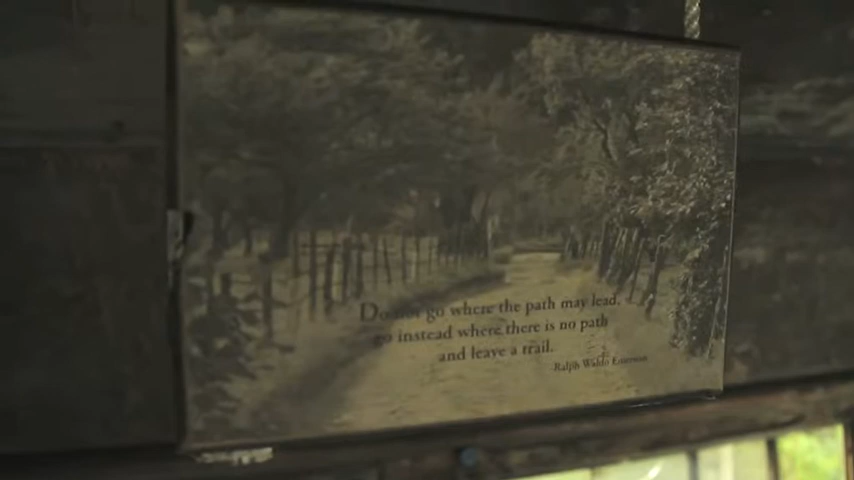 Do not go where the path may lead,
go instead where there is no path
and leave a trail.
-Ralph Waldo Emerson